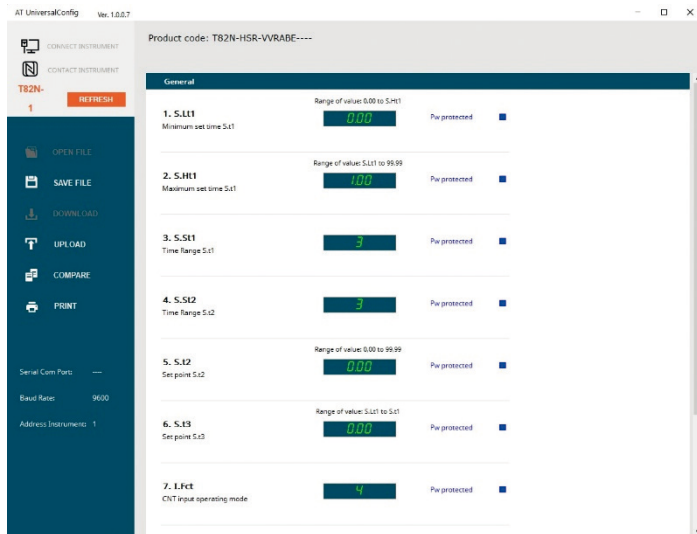 AT UniversalConfig Ver. 1.0.0.7
CONNECT INSTRUMENT
CONTACT INSTRUMENT
T82N-
1
REFRESH
OPEN FILE
SAVE FILE
DOWNLOAD
UPLOAD
COMPARE
PRINT
Serial Com Port: ---
Baud Rate: 9600
Address Instrument: 1
Product code: T82N-HSR-VVRABE----
General
Range of value: 0.00 to S.Ht1
1. S.Lt1 0.00 Pw protected
Minimum set time S.t1
Range of value: S.Lt1 to 99.99
2. S.Ht1 1.00 Pw protected
Maximum set time S.t1
3. S.St1 3 Pw protected
Time Range S.t1
4. S.St2 3 Pw protected
Time Range S.t2
Range of value: 0.00 to 99.99
5. S.t2 0.00 Pw protected
Set point S.t2
Range of value: S.Lt1 to S.t1
6. S.t3 0.00 Pw protected
Set point S.t3
7. I.Fct 4 Pw protected
CNT input operating mode